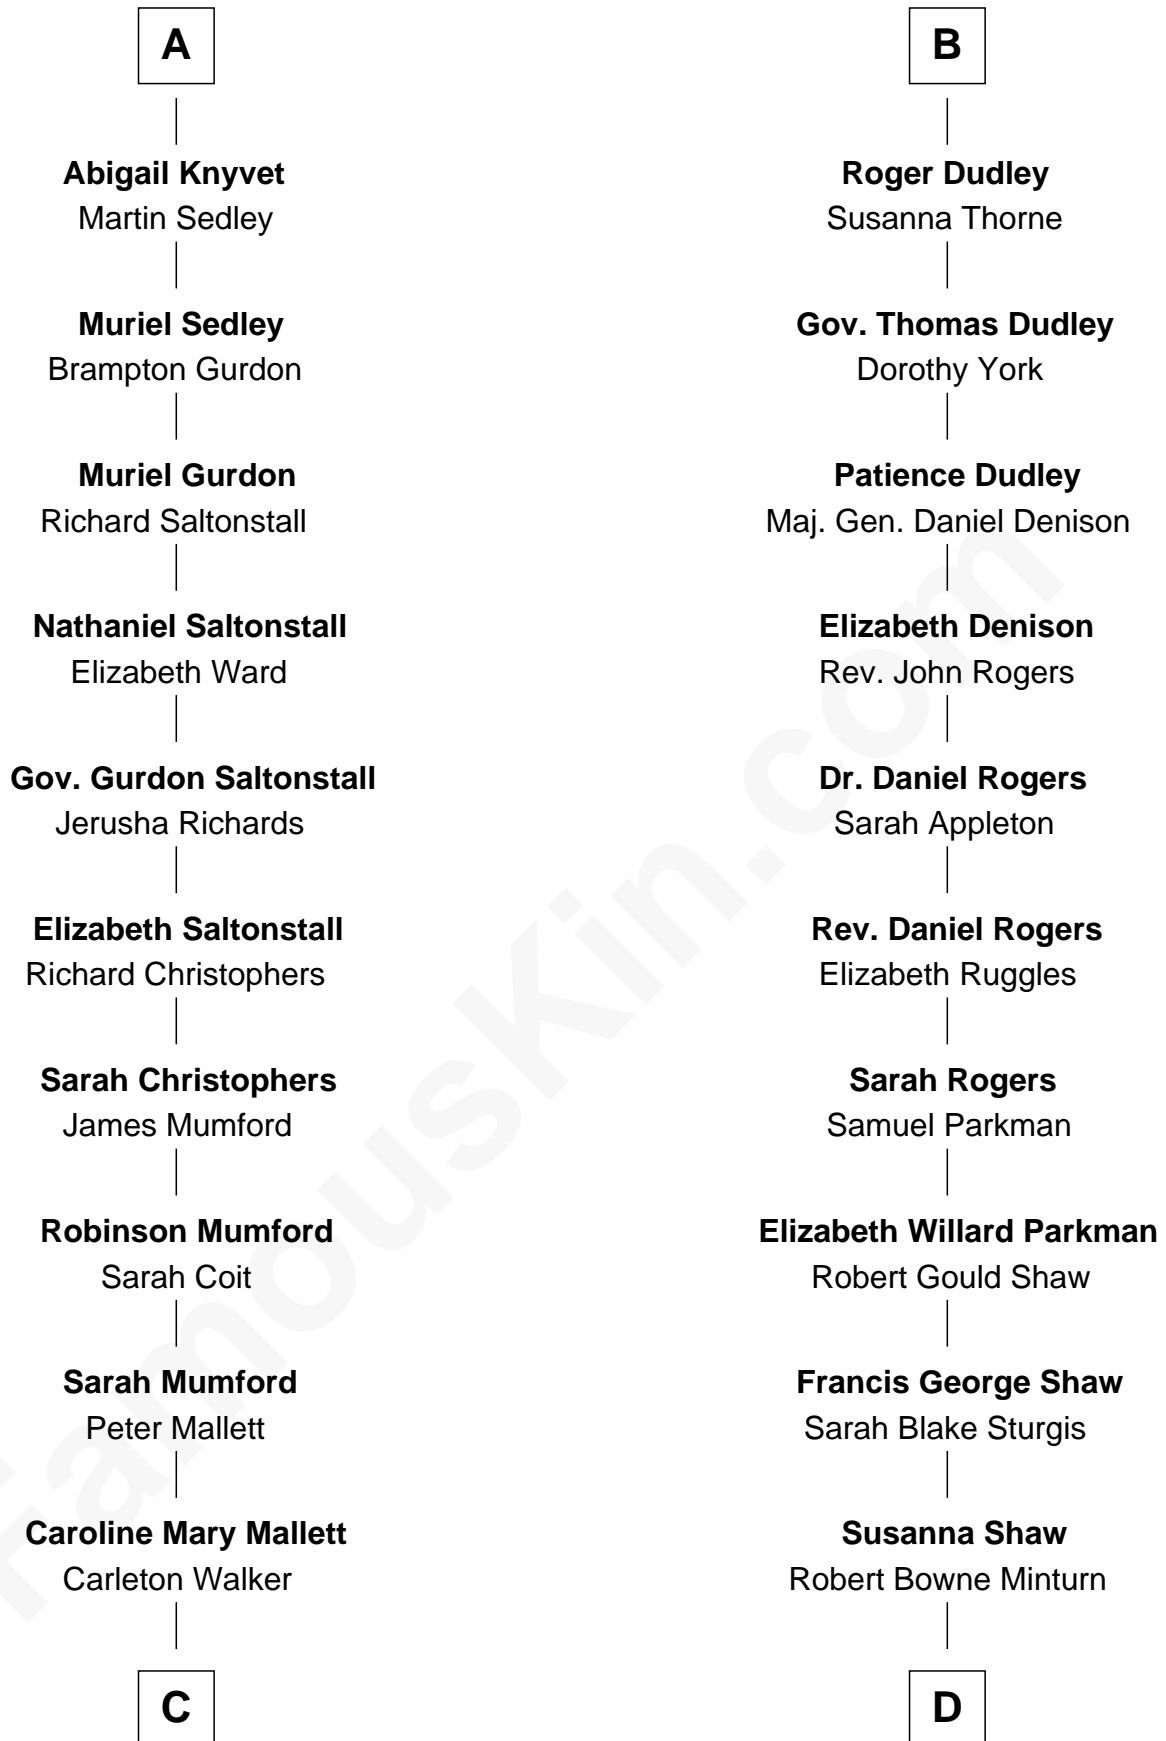 A
Abigail Knyvet
Martin Sedley
Muriel Sedley
Brampton Gurdon
Muriel Gurdon
Richard Saltonstall
Nathaniel Saltonstall
Elizabeth Ward
Gov. Gurdon Saltonstall
Jerusha Richards
Elizabeth Saltonstall
Richard Christophers
Sarah Christophers
James Mumford
Robinson Mumford
Sarah Coit
Sarah Mumford
Peter Mallett
Caroline Mary Mallett
Carleton Walker
C
B
Roger Dudley
Susanna Thorne
Gov. Thomas Dudley
Dorothy York
Patience Dudley
Maj. Gen. Daniel Denison
Elizabeth Denison
Rev. John Rogers
Dr. Daniel Rogers
Sarah Appleton
Rev. Daniel Rogers
Elizabeth Ruggles
Sarah Rogers
Samuel Parkman
Elizabeth Willard Parkman
Robert Gould Shaw
Francis George Shaw
Sarah Blake Sturgis
Susanna Shaw
Robert Bowne Minturn
D
FamousKin.com